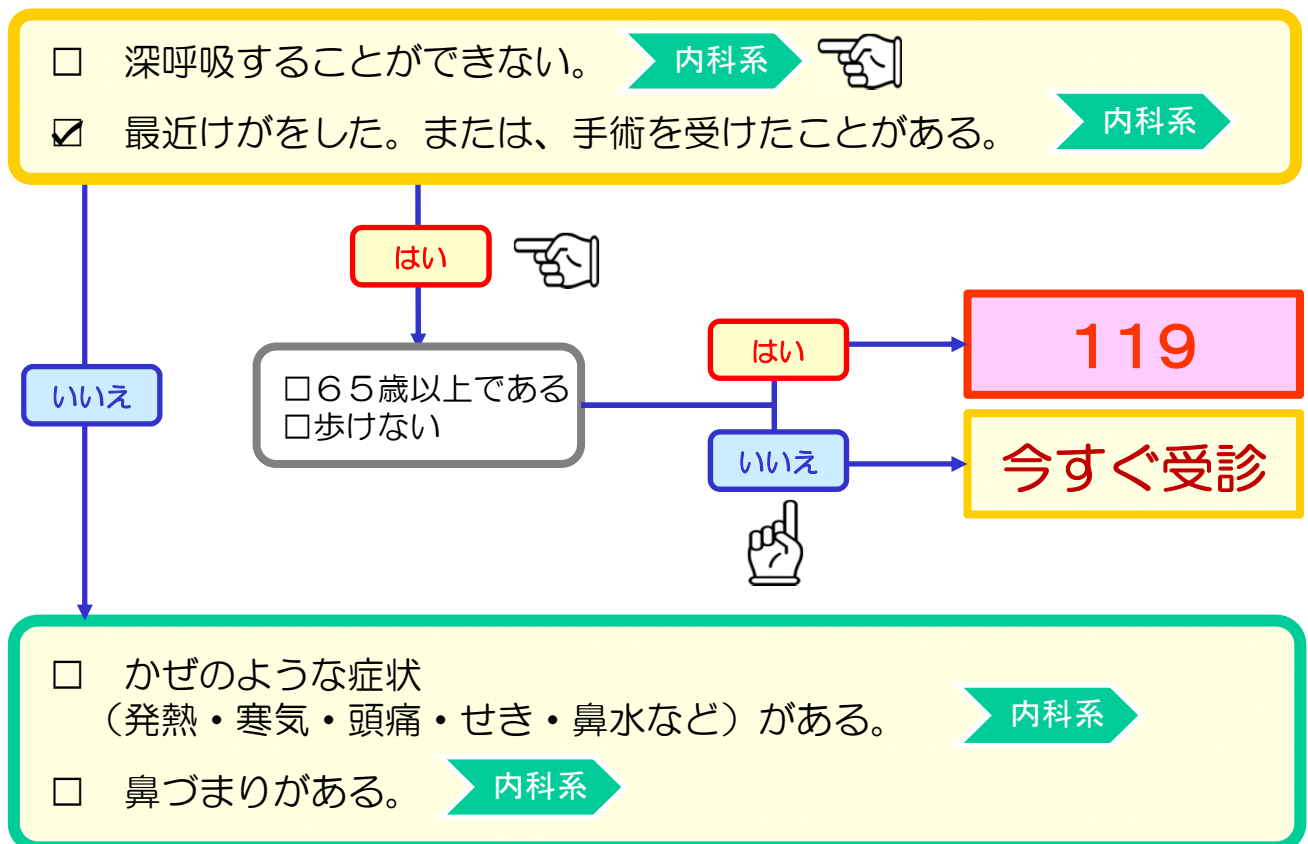 □ 深呼吸することができない。 内科系
☑ 最近けがをした。または、手術を受けたことがある。 内科系
はい
はい
119
□65歳以上である
□歩けない
いいえ
いいえ
今すぐ受診
□ かぜのような症状
（発熱・寒気・頭痛・せき・鼻水など）がある。 内科系
□ 鼻づまりがある。 内科系